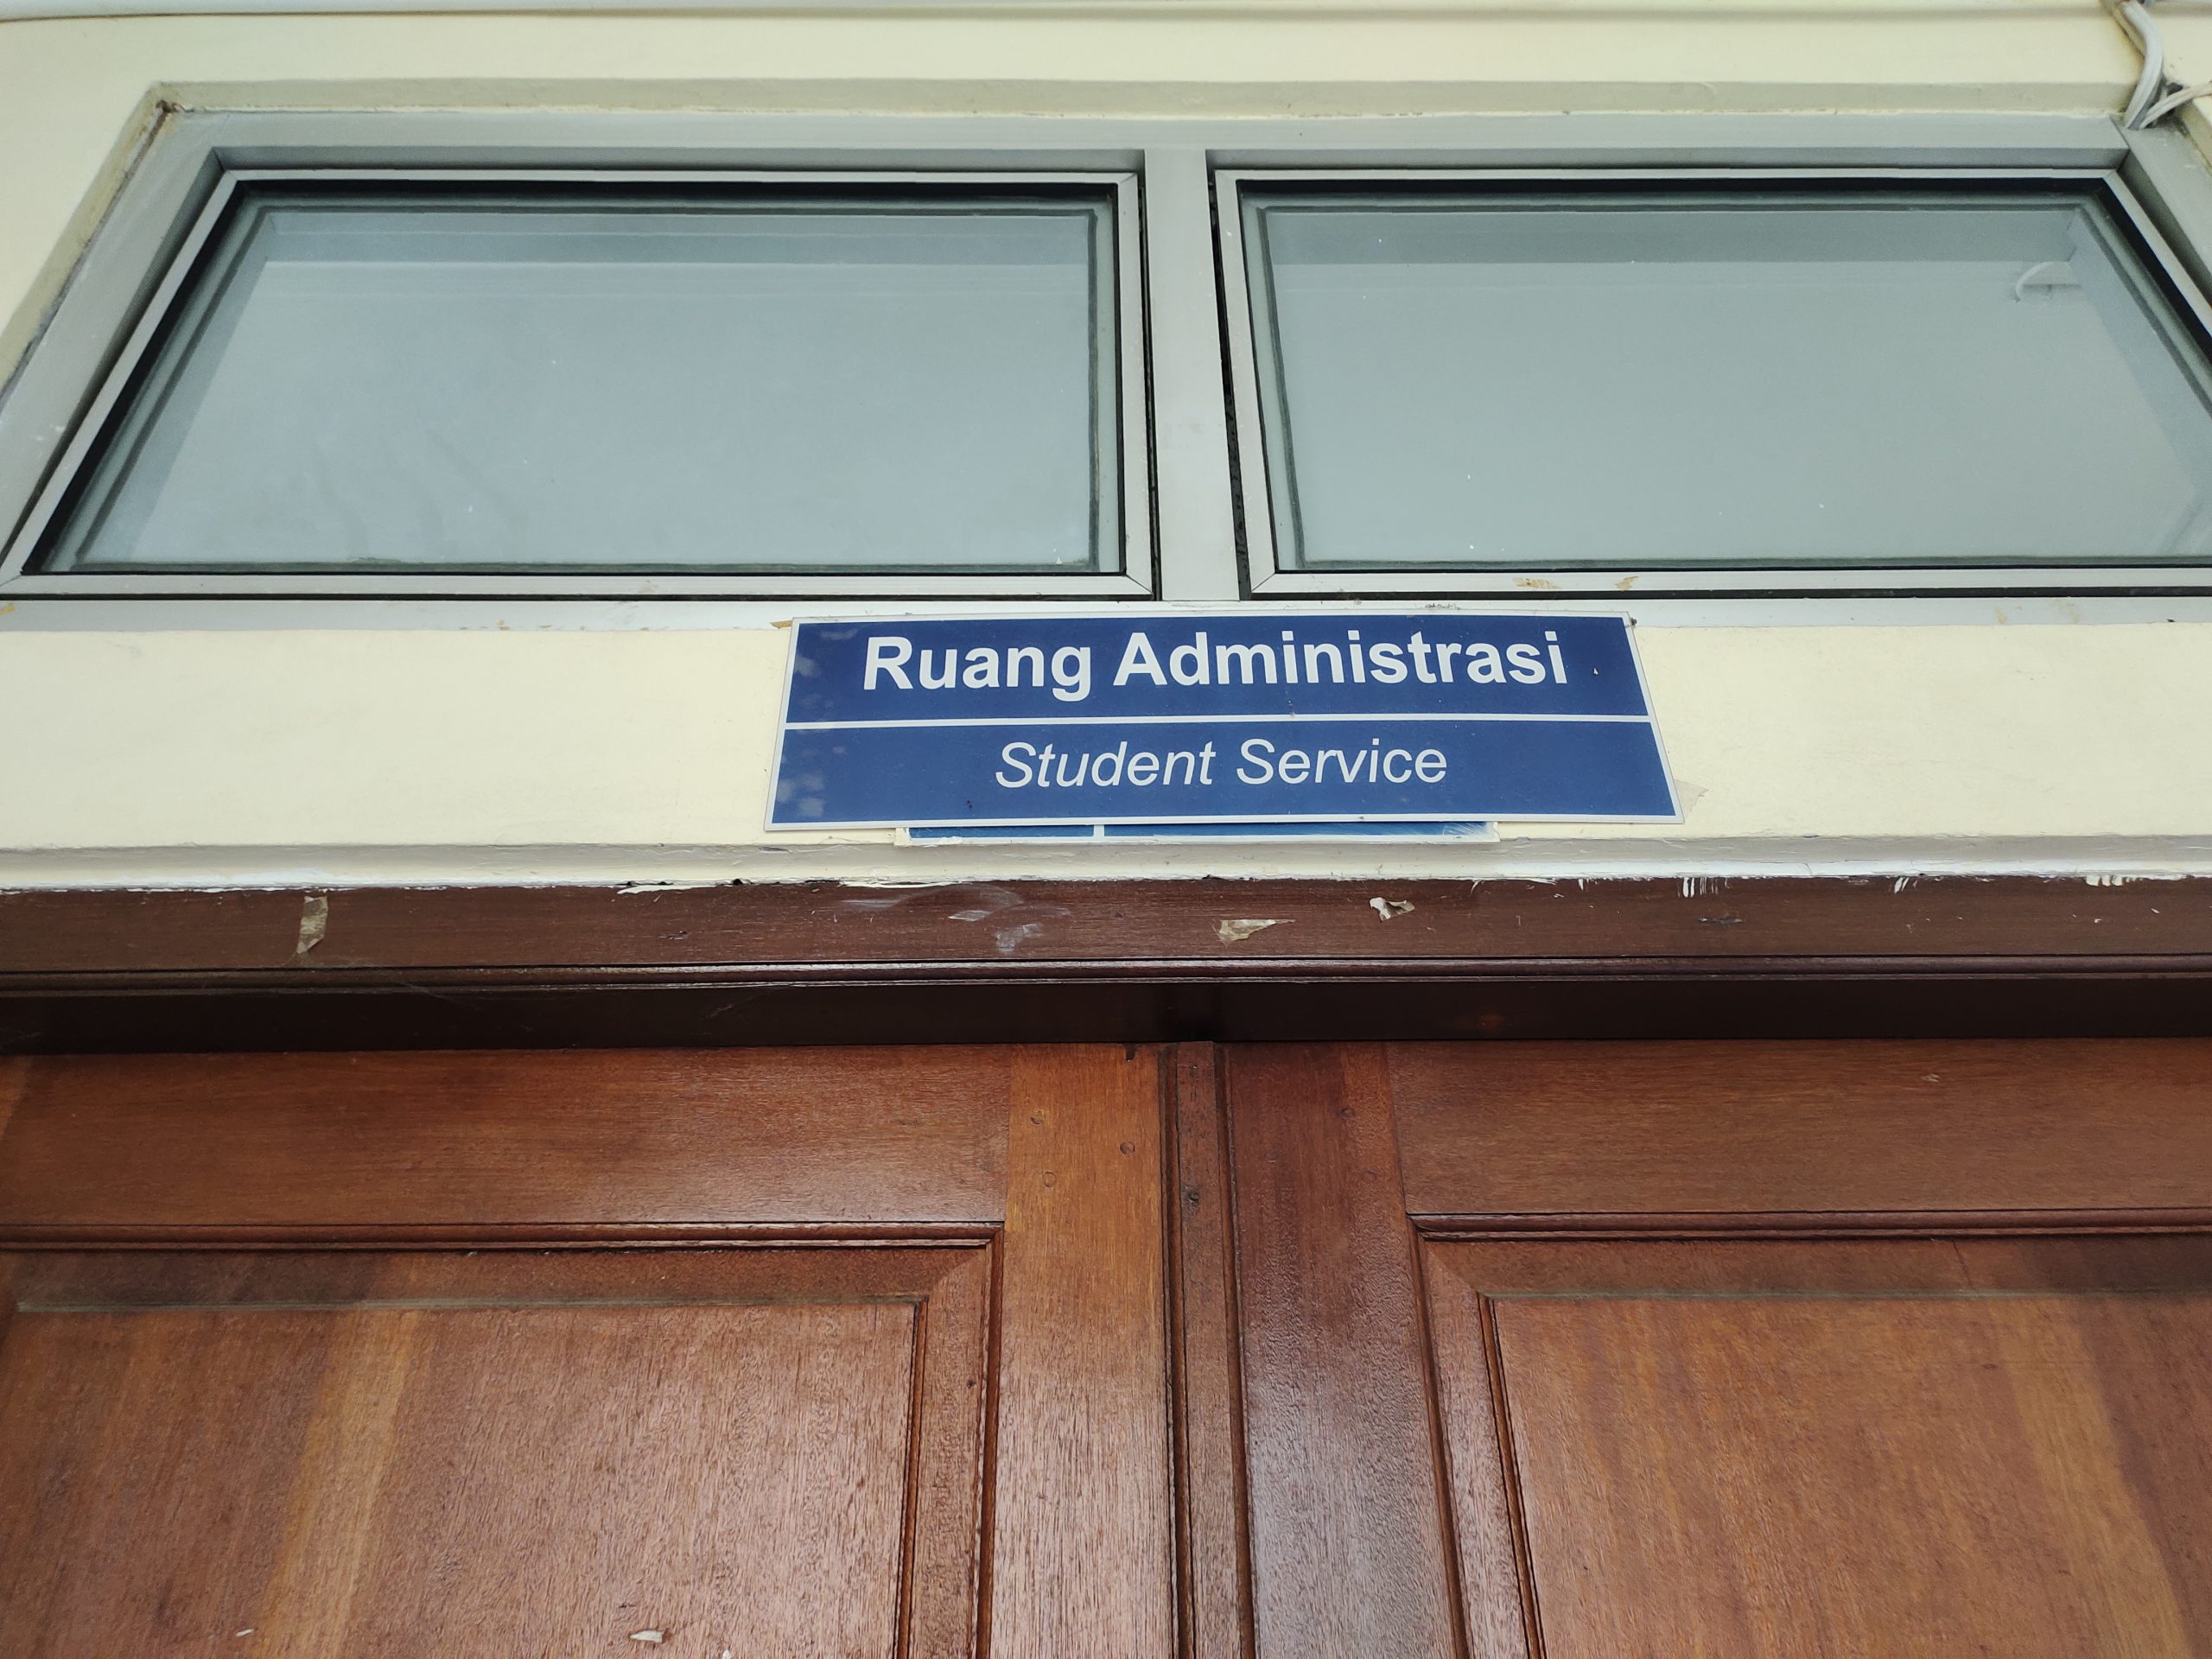 Ruang Administrasi
Student Service